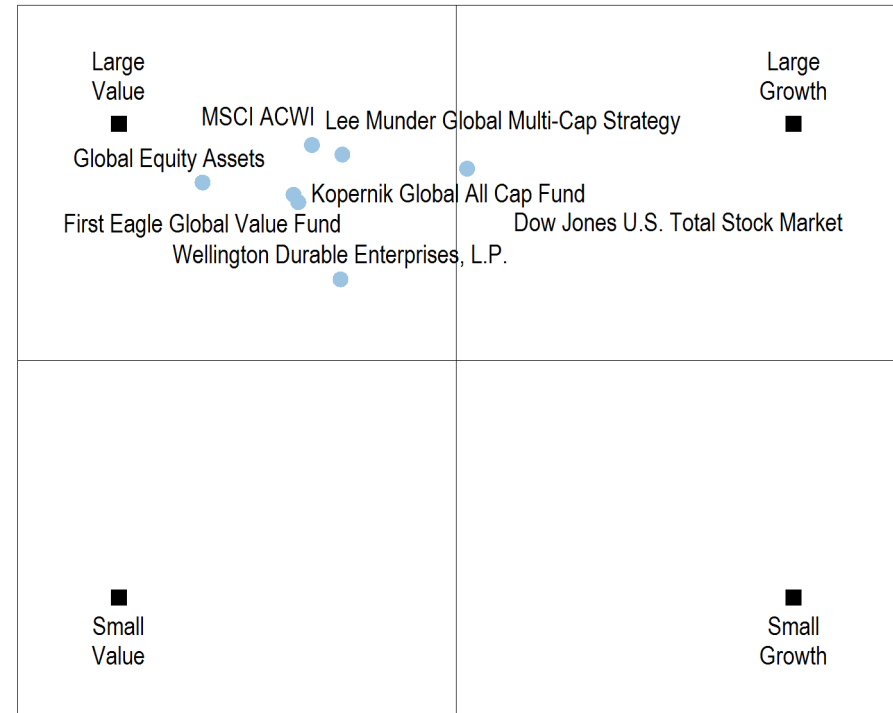 Large
Value
Large
Growth
MSCI ACWI
Lee Munder Global Multi-Cap Strategy
Global Equity Assets
Kopernik Global All Cap Fund
First Eagle Global Value Fund
Dow Jones U.S. Total Stock Market
Wellington Durable Enterprises, L.P.
Small
Value
Small
Growth